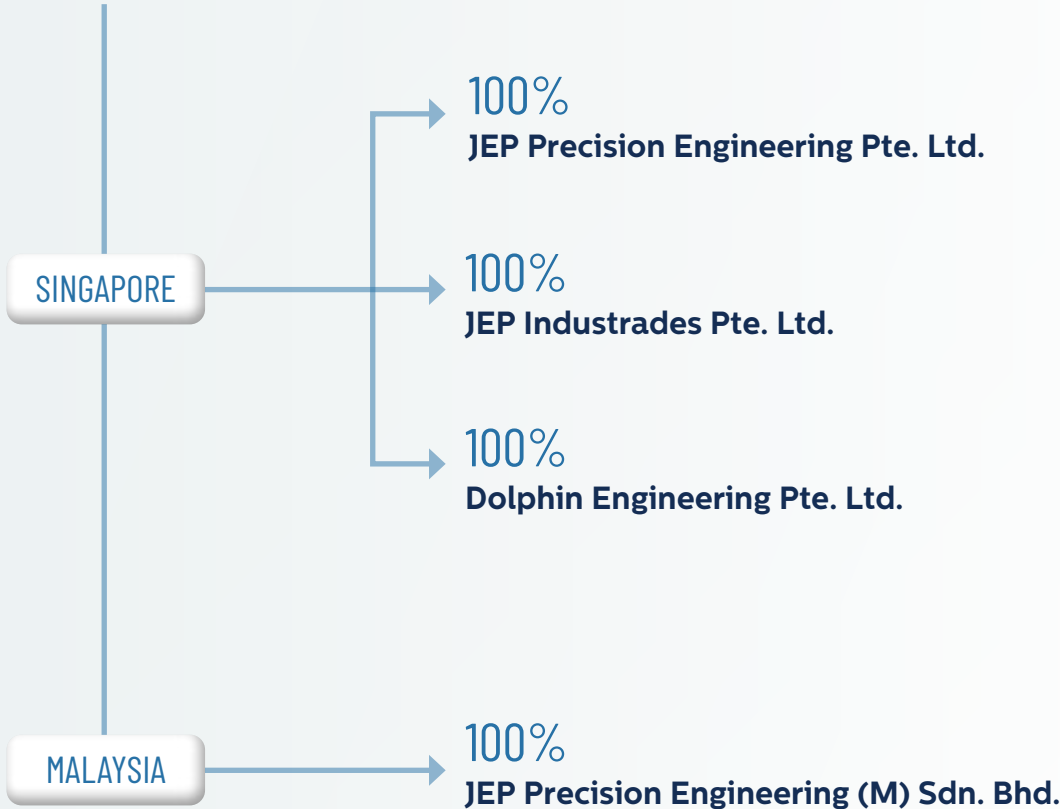 100%
JEP Precision Engineering Pte. Ltd.
SINGAPORE
100%
JEP Industrades Pte. Ltd.
100%
Dolphin Engineering Pte. Ltd.
MALAYSIA
100%
JEP Precision Engineering (M) Sdn. Bhd.